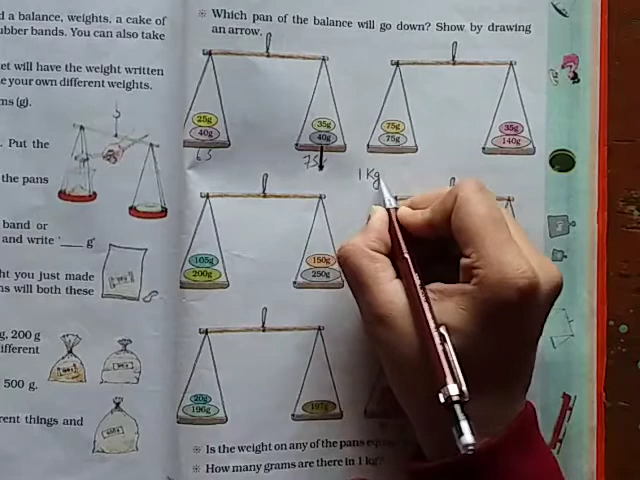 d a balance, weights, a cake of
ubber bands. You can also take
et will have the weight written
e your own different weights.
ms (g).
. Put the
the pans
band or
and write '___ g'
ht you just made
ns will both these
g, 200 g
ifferent
500 g.
rent things and
※ Which pan of the balance will go down? Show by drawing
an arrow.
25g
40g
35g
40g
75g
75g
35g
140g
65
75
1 Kg
105g
200g
150g
250g
20g
196g
197g
※ Is the weight on any of the pans equ
※ How many grams are there in 1 kg?